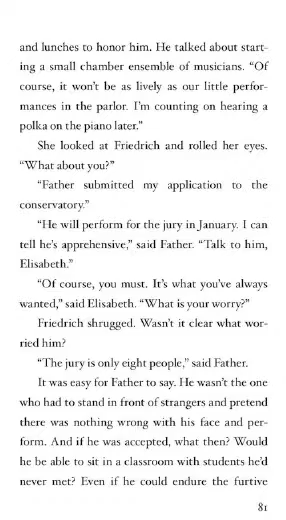 and lunches to honor him. He talked about start-
ing a small chamber ensemble of musicians. “Of
course, it won’t be as lively as our little perfor-
mances in the parlor. I’m counting on hearing a
polka on the piano later.”
She looked at Friedrich and rolled her eyes.
“What about you?”
“Father submitted my application to the
conservatory.”
“He will perform for the jury in January. I can
tell he’s apprehensive,” said Father. “Talk to him,
Elisabeth.”
“Of course, you must. It’s what you’ve always
wanted,” said Elisabeth. “What is your worry?”
Friedrich shrugged. Wasn’t it clear what wor-
ried him?
“The jury is only eight people,” said Father.
It was easy for Father to say. He wasn’t the one
who had to stand in front of strangers and pretend
there was nothing wrong with his face and per-
form. And if he was accepted, what then? Would
he be able to sit in a classroom with students he’d
never met? Even if he could endure the furtive
81